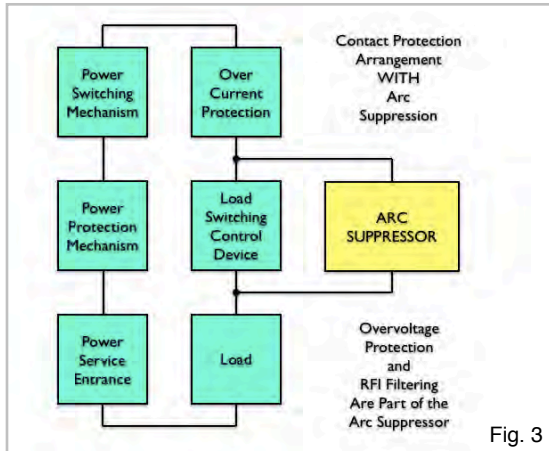 Power
Switching
Mechanism
Over
Current
Protection
Contact Protection
Arrangement
WITH
Arc
Suppression
Power
Protection
Mechanism
Load
Switching
Control
Device
ARC
SUPPRESSOR
Power
Service
Entrance
Load
Overvoltage
Protection
and
RFI Filtering
Are Part of the
Arc Suppressor
Fig. 3